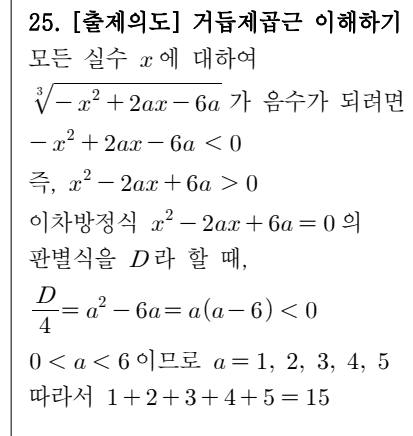 25. [출제의도] 거듭제곱근 이해하기
모든 실수 x에 대하여
∛(−x²+2ax−6a) 가 음수가 되려면
−x²+2ax−6a<0
즉, x²−2ax+6a>0
이차방정식 x²−2ax+6a=0의
판별식을 D라 할 때,
D/4=a²−6a=a(a−6)<0
0<a<6이므로 a=1, 2, 3, 4, 5
따라서 1+2+3+4+5=15